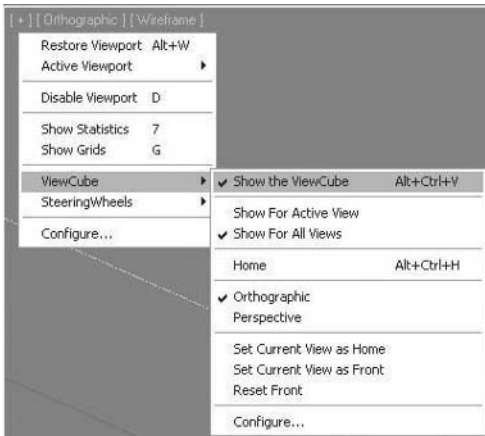 [ + ] [ Orthographic ] [ Wireframe ]
Restore Viewport Alt+W
Active Viewport
Disable Viewport D
Show Statistics 7
Show Grids G
ViewCube
SteeringWheels
Configure...
Show the ViewCube Alt+Ctrl+V
Show For Active View
Show For All Views
Home Alt+Ctrl+H
Orthographic
Perspective
Set Current View as Home
Set Current View as Front
Reset Front
Configure...